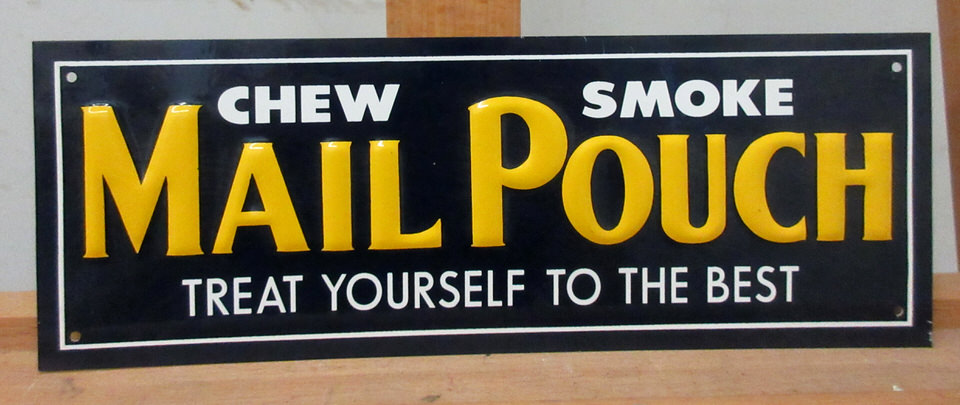 CHEW SMOKE
MAIL POUCH
TREAT YOURSELF TO THE BEST